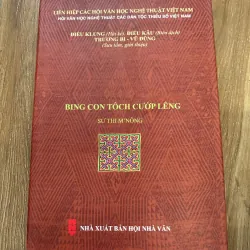 LIÊN HIỆP CÁC HỘI VĂN HỌC NGHỆ THUẬT VIỆT NAM
HỘI VĂN HỌC NGHỆ THUẬT CÁC DÂN TỘC THIỂU SỐ VIỆT NAM
ĐIỂU KLUNG (Hát kể), ĐIỂU KÂU (Biên dịch)
TRƯƠNG BI - VŨ DŨNG
(Sưu tầm, giới thiệu)
BING CON TÔCH CƯỚP LÊNG
SỬ THI M'NÔNG
NHÀ XUẤT BẢN HỘI NHÀ VĂN